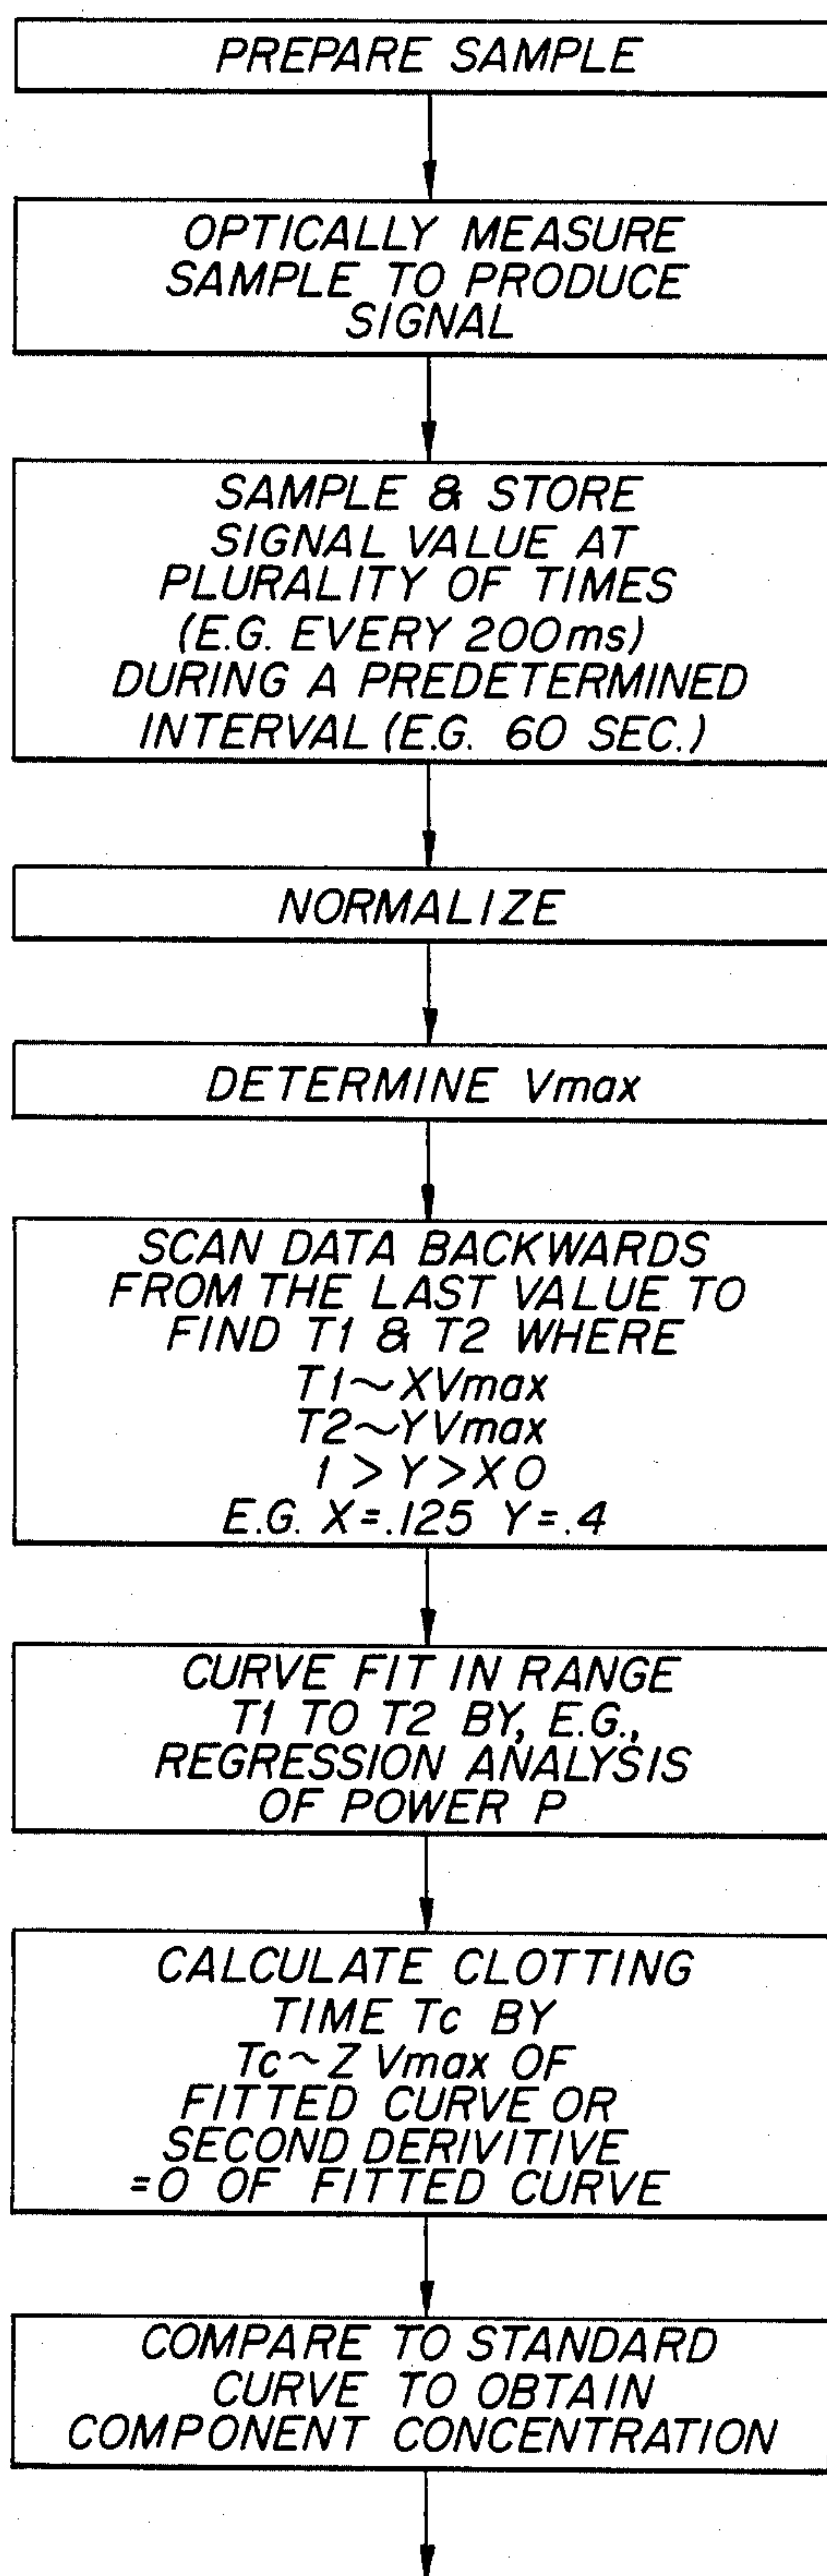 PREPARE SAMPLE
OPTICALLY MEASURE
SAMPLE TO PRODUCE
SIGNAL
SAMPLE & STORE
SIGNAL VALUE AT
PLURALITY OF TIMES
(E.G. EVERY 200ms)
DURING A PREDETERMINED
INTERVAL (E.G. 60 SEC.)
NORMALIZE
DETERMINE Vmax
SCAN DATA BACKWARDS
FROM THE LAST VALUE TO
FIND T1 & T2 WHERE
T1~XVmax
T2~YVmax
1 > Y > X O
E.G. X=.125 Y=.4
CURVE FIT IN RANGE
T1 TO T2 BY, E.G.,
REGRESSION ANALYSIS
OF POWER P
CALCULATE CLOTTING
TIME Tc BY
Tc~Z Vmax OF
FITTED CURVE OR
SECOND DERIVITIVE
=O OF FITTED CURVE
COMPARE TO STANDARD
CURVE TO OBTAIN
COMPONENT CONCENTRATION